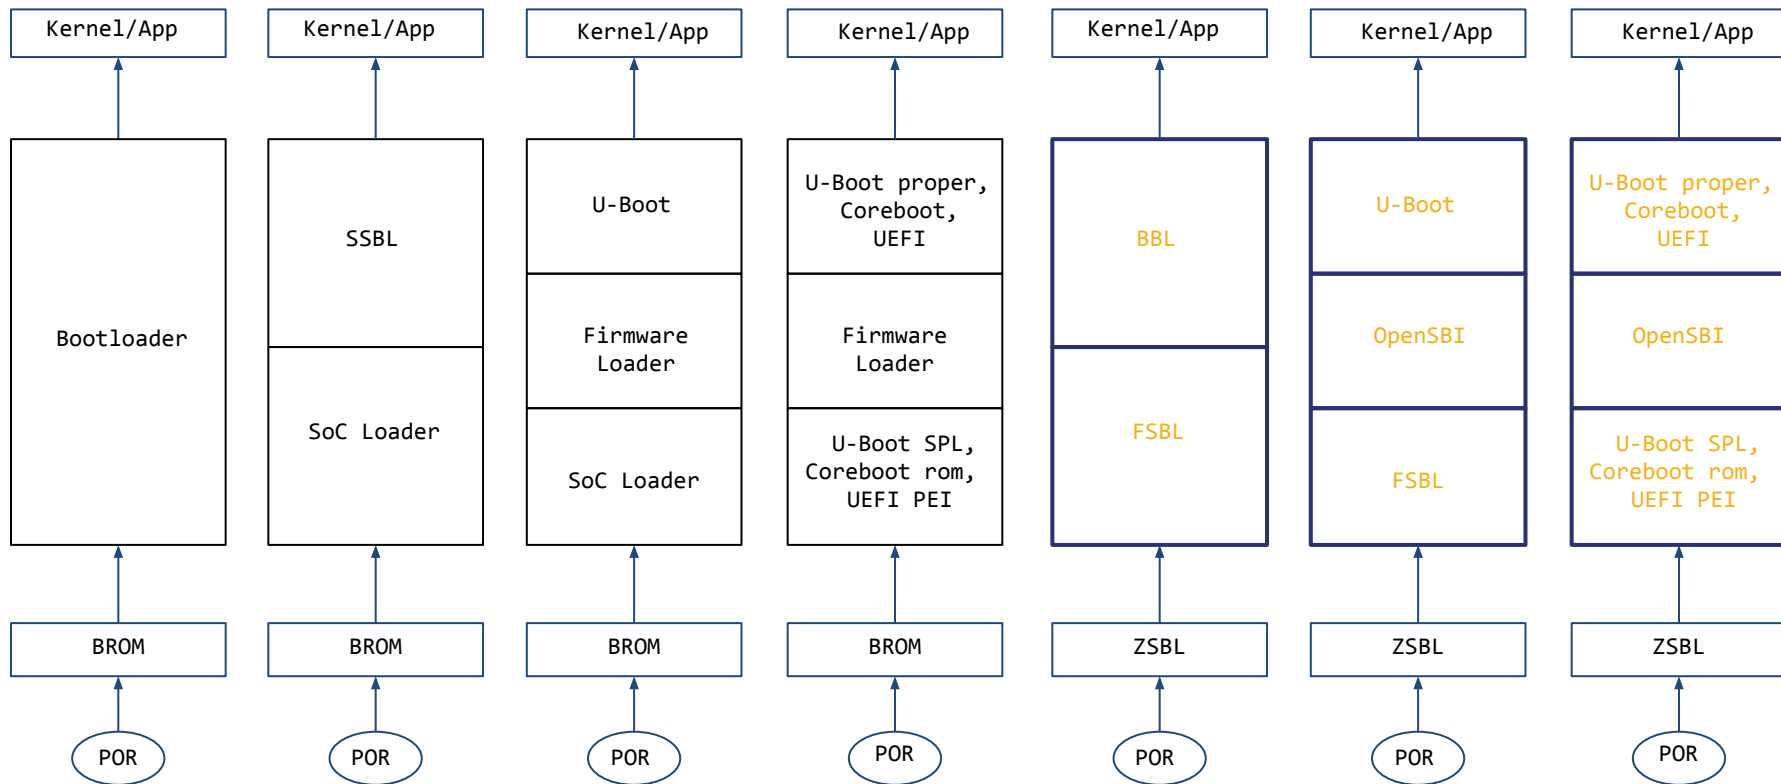 Kernel/App
Kernel/App
Kernel/App
Kernel/App
Kernel/App
Kernel/App
Kernel/App
Bootloader
SSBL
SoC Loader
U-Boot
Firmware
Loader
SoC Loader
U-Boot proper,
Coreboot,
UEFI
Firmware
Loader
U-Boot SPL,
Coreboot rom,
UEFI PEI
BBL
FSBL
U-Boot
OpenSBI
FSBL
U-Boot proper,
Coreboot,
UEFI
OpenSBI
U-Boot SPL,
Coreboot rom,
UEFI PEI
BROM
BROM
BROM
BROM
ZSBL
ZSBL
ZSBL
POR
POR
POR
POR
POR
POR
POR